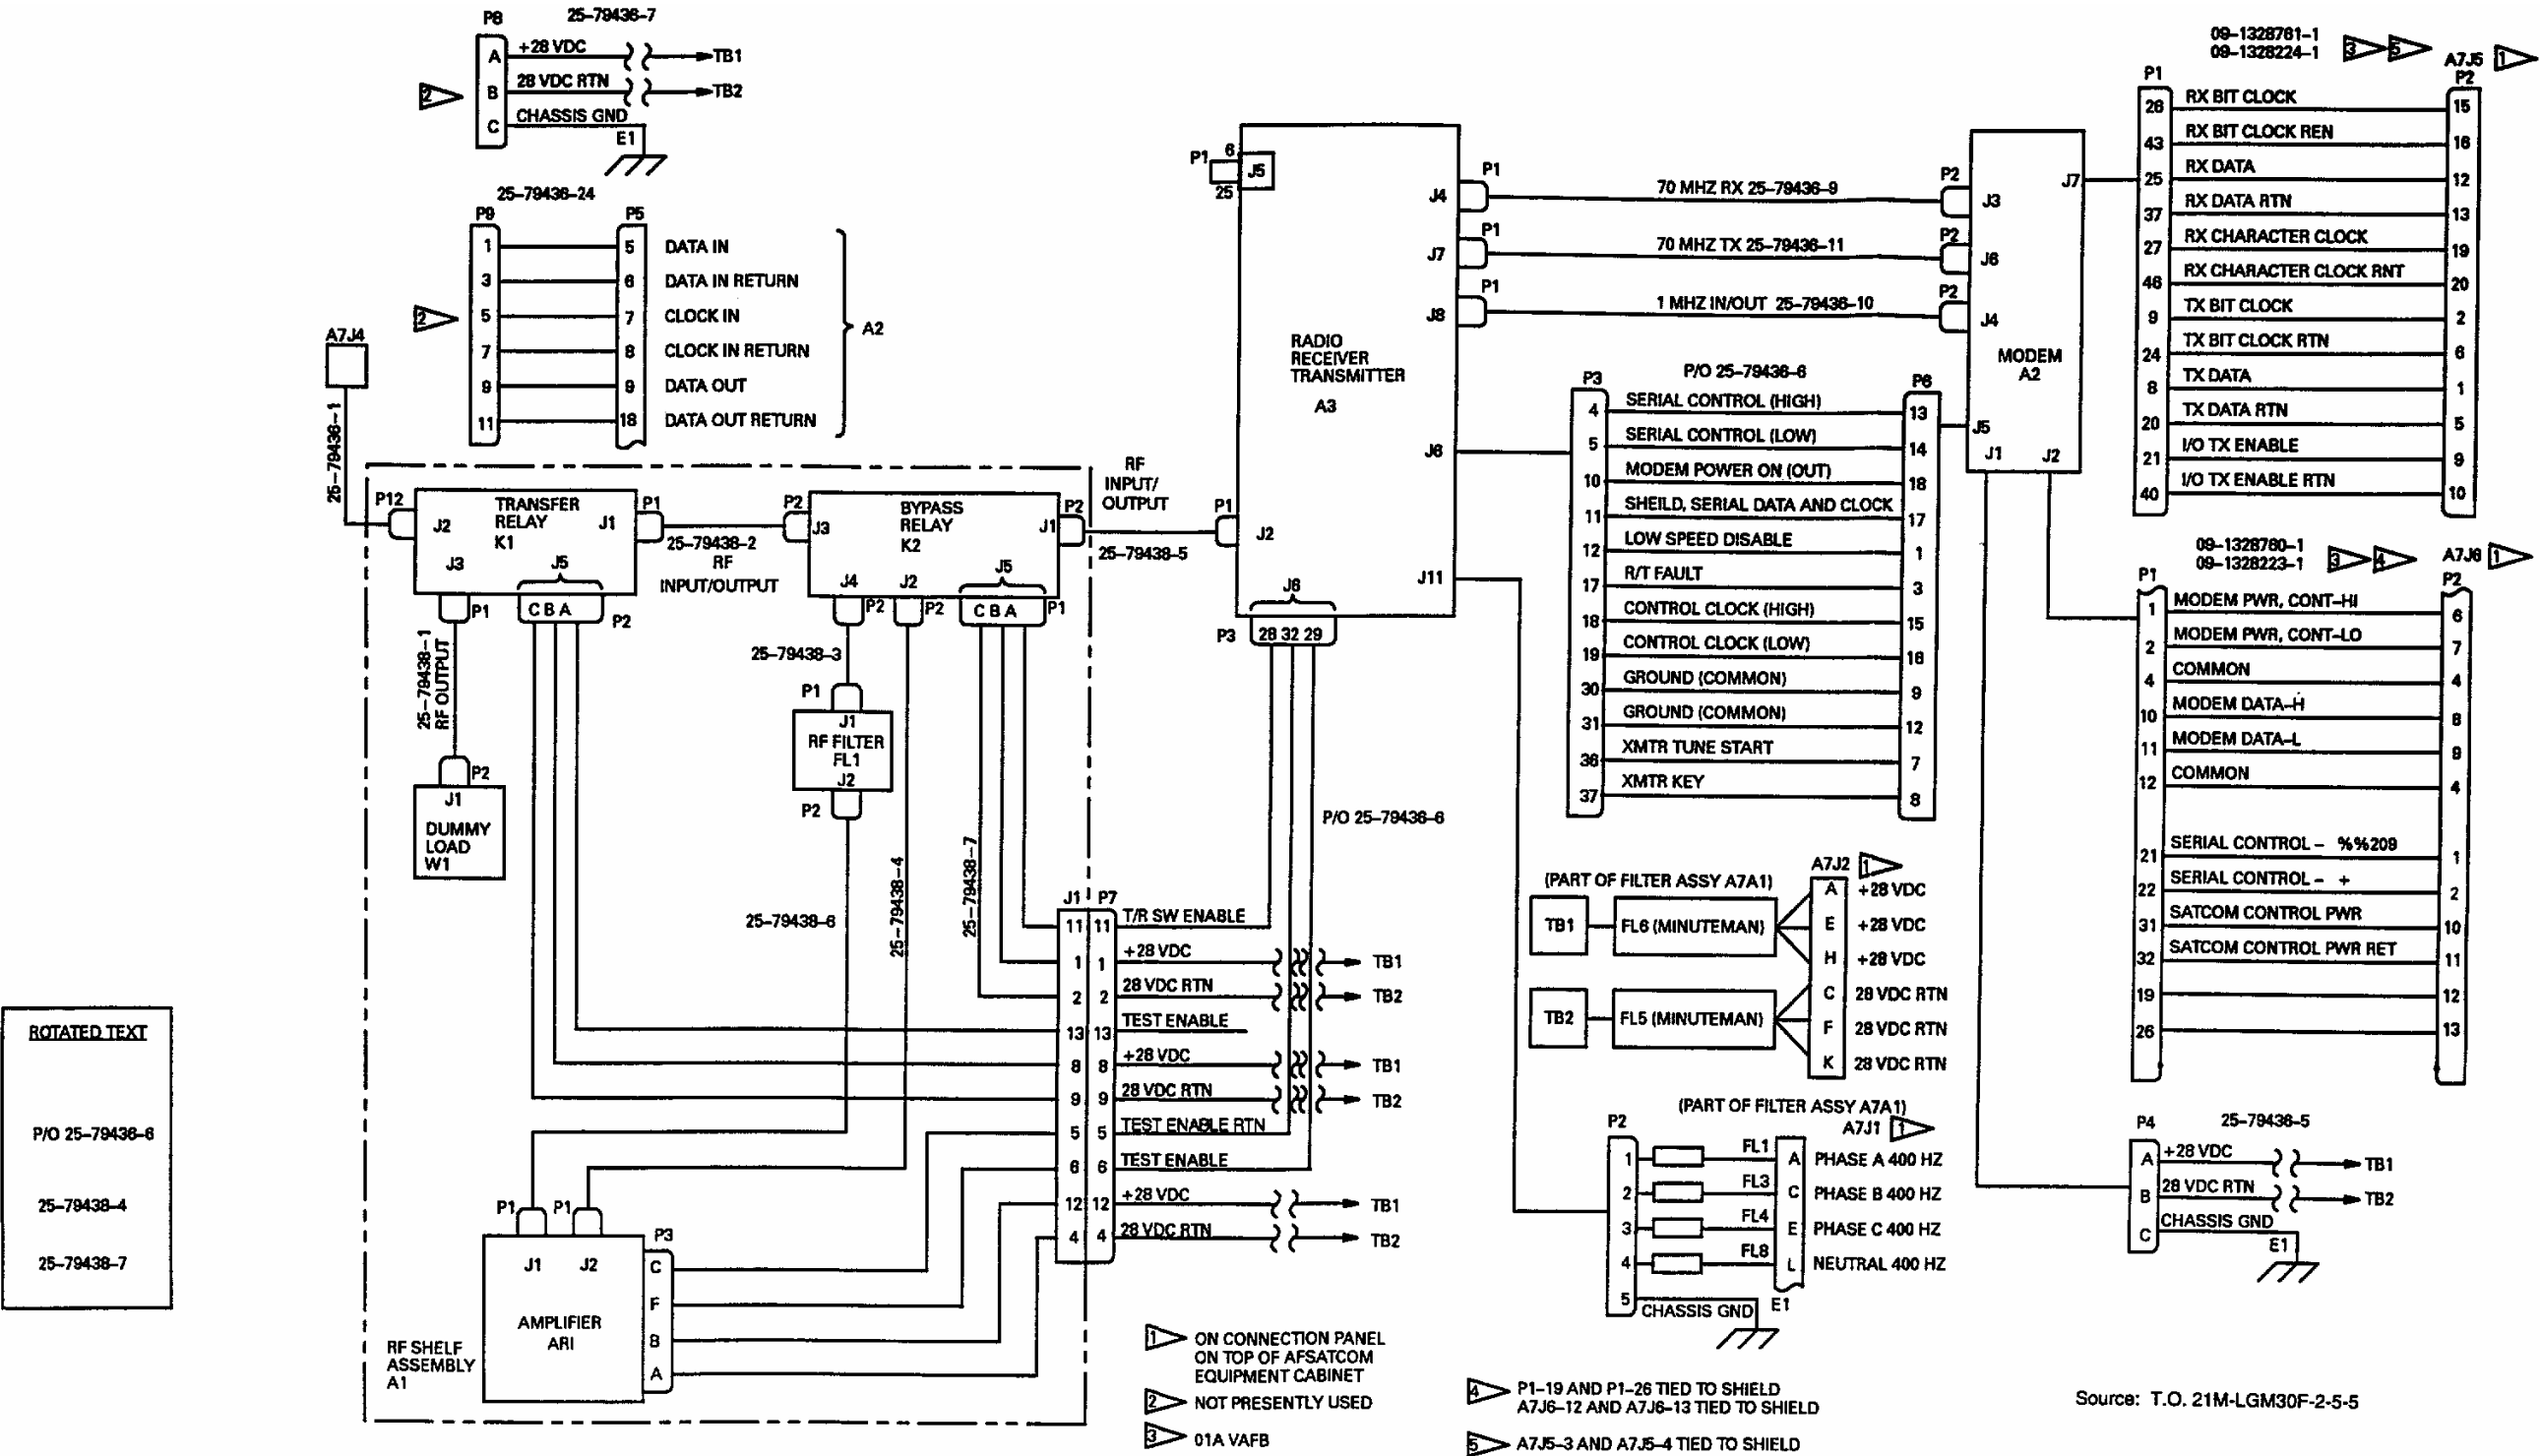 P8 25-79436-7
A +28 VDC TB1
B 28 VDC RTN TB2
C CHASSIS GND
E1
2
25-79436-24
P9 P5
1 5 DATA IN
3 6 DATA IN RETURN
5 7 CLOCK IN
7 8 CLOCK IN RETURN
9 9 DATA OUT
11 18 DATA OUT RETURN
A2
2
A7J4
25-79436-1
P12
J2
TRANSFER
RELAY
K1
J1
J3
J5
C B A
P1
P2
P1
25-79438-2
RF
INPUT/OUTPUT
P2
J3
BYPASS
RELAY
K2
J1
J4 J2 J5
C B A
P2 P2 P1
P2
RF
INPUT/
OUTPUT
25-79438-5
P1
J2
25-79438-1
RF OUTPUT
P2
J1
DUMMY
LOAD
W1
25-79438-3
P1
J1
RF FILTER
FL1
J2
P2
25-79438-6
25-79438-4
25-79438-7
P1 P1
J1 J2
AMPLIFIER
ARI
P3
C
F
B
A
RF SHELF
ASSEMBLY
A1
J1 P7
11 11 T/R SW ENABLE
1 1 +28 VDC TB1
2 2 28 VDC RTN TB2
13 13 TEST ENABLE
8 8 +28 VDC TB1
9 9 28 VDC RTN TB2
5 5 TEST ENABLE RTN
6 6 TEST ENABLE
12 12 +28 VDC TB1
4 4 28 VDC RTN TB2
P1 6 J5
25
RADIO
RECEIVER
TRANSMITTER
A3
J4
J7
J8
J6
J11
J6
P3 28 32 29
P/O 25-79436-6
P1 70 MHZ RX 25-79436-9 P2 J3
P1 70 MHZ TX 25-79436-11 P2 J6
P1 1 MHZ IN/OUT 25-79436-10 P2 J4
MODEM
A2
J7
J5
J1 J2
P/O 25-79436-6
P3 P6
4 SERIAL CONTROL (HIGH) 13
5 SERIAL CONTROL (LOW) 14
10 MODEM POWER ON (OUT) 18
11 SHEILD, SERIAL DATA AND CLOCK 17
12 LOW SPEED DISABLE 1
17 R/T FAULT 3
18 CONTROL CLOCK (HIGH) 15
19 CONTROL CLOCK (LOW) 16
30 GROUND (COMMON) 9
31 GROUND (COMMON) 12
36 XMTR TUNE START 7
37 XMTR KEY 8
(PART OF FILTER ASSY A7A1)
A7J2 1
TB1 FL6 (MINUTEMAN)
A +28 VDC
E +28 VDC
H +28 VDC
TB2 FL5 (MINUTEMAN)
C 28 VDC RTN
F 28 VDC RTN
K 28 VDC RTN
(PART OF FILTER ASSY A7A1)
P2 A7J1 1
1 FL1 A PHASE A 400 HZ
2 FL3 C PHASE B 400 HZ
3 FL4 E PHASE C 400 HZ
4 FL8 L NEUTRAL 400 HZ
5 CHASSIS GND E1
09-1328761-1
09-1328224-1
3 5
P1 A7J5 1
P2
26 RX BIT CLOCK 15
43 RX BIT CLOCK REN 16
25 RX DATA 12
37 RX DATA RTN 13
27 RX CHARACTER CLOCK 19
46 RX CHARACTER CLOCK RNT 20
9 TX BIT CLOCK 2
24 TX BIT CLOCK RTN 6
8 TX DATA 1
20 TX DATA RTN 5
21 I/O TX ENABLE 9
40 I/O TX ENABLE RTN 10
09-1328760-1
09-1328223-1
3 4
P1 A7J6 1
P2
1 MODEM PWR, CONT-HI 6
2 MODEM PWR, CONT-LO 7
4 COMMON 4
10 MODEM DATA-H 8
11 MODEM DATA-L 9
12 COMMON 4
21 SERIAL CONTROL - %%209 1
22 SERIAL CONTROL - + 2
31 SATCOM CONTROL PWR 10
32 SATCOM CONTROL PWR RET 11
19 12
26 13
P4 25-79436-5
A +28 VDC TB1
B 28 VDC RTN TB2
C CHASSIS GND
E1
ROTATED TEXT
P/O 25-79436-6
25-79438-4
25-79438-7
1 ON CONNECTION PANEL
ON TOP OF AFSATCOM
EQUIPMENT CABINET
2 NOT PRESENTLY USED
3 01A VAFB
4 P1-19 AND P1-26 TIED TO SHIELD
A7J6-12 AND A7J6-13 TIED TO SHIELD
5 A7J5-3 AND A7J5-4 TIED TO SHIELD
Source: T.O. 21M-LGM30F-2-5-5